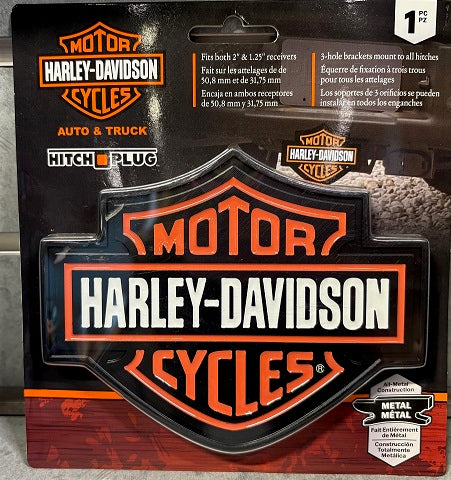 MOTOR
HARLEY-DAVIDSON
CYCLES
AUTO & TRUCK
HITCH PLUG
Fits both 2" & 1.25" receivers
Fait sur les attelages de de
50,8 mm et de 31,75 mm
Encaja en ambos receptores
de 50,8 mm y 31,75 mm
3-hole brackets mount to all hitches
Équerre de fixation à trois trous
pour tous les attelages
Los soportes de 3 orificios se pueden
instalar en todos los enganches
1 PC
PZ
MOTOR
HARLEY-DAVIDSON
CYCLES
MOTOR
HARLEY-DAVIDSON
CYCLES®
All-Metal
Construction
METAL
MÉTAL
Fait Entièrement
de Métal
Construcción
Totalmente
Metálica